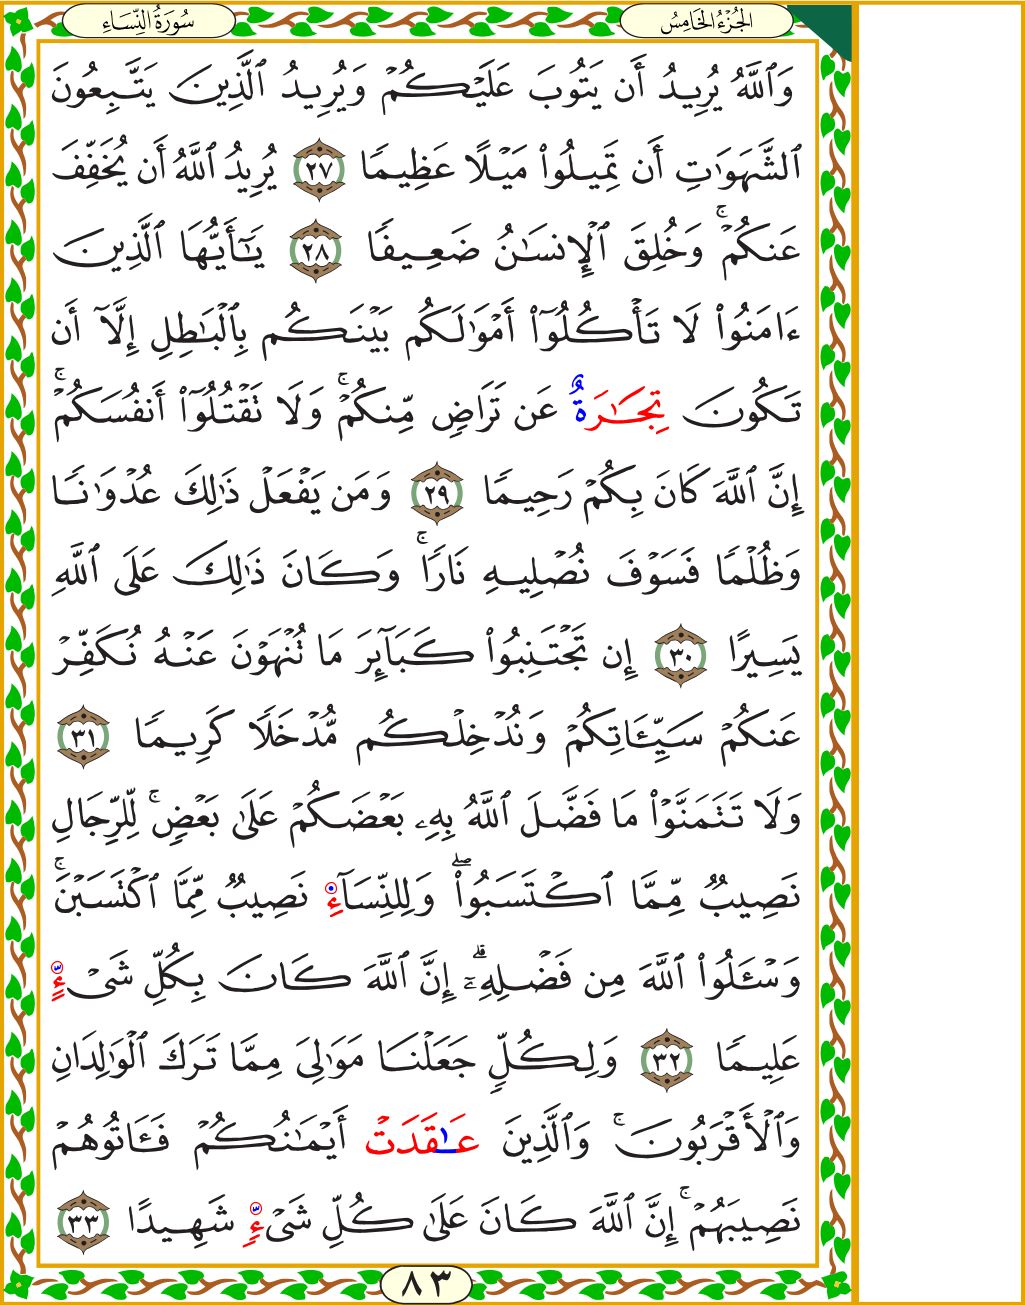 الجُزْءُ الخَامِسُ
سُورَةُ النِّسَاءِ
وَٱللَّهُ يُرِيدُ أَن يَتُوبَ عَلَيْكُمْ وَيُرِيدُ ٱلَّذِينَ يَتَّبِعُونَ
ٱلشَّهَوَٰتِ أَن تَمِيلُوا۟ مَيْلًا عَظِيمًا ٢٧ يُرِيدُ ٱللَّهُ أَن يُخَفِّفَ
عَنكُمْ ۚ وَخُلِقَ ٱلْإِنسَٰنُ ضَعِيفًا ٢٨ يَٰٓأَيُّهَا ٱلَّذِينَ
ءَامَنُوا۟ لَا تَأْكُلُوٓا۟ أَمْوَٰلَكُم بَيْنَكُم بِٱلْبَٰطِلِ إِلَّآ أَن
تَكُونَ تِجَٰرَةٌ عَن تَرَاضٍ مِّنكُمْ ۚ وَلَا تَقْتُلُوٓا۟ أَنفُسَكُمْ ۚ
إِنَّ ٱللَّهَ كَانَ بِكُمْ رَحِيمًا ٢٩ وَمَن يَفْعَلْ ذَٰلِكَ عُدْوَٰنًا
وَظُلْمًا فَسَوْفَ نُصْلِيهِ نَارًا ۚ وَكَانَ ذَٰلِكَ عَلَى ٱللَّهِ
يَسِيرًا ٣٠ إِن تَجْتَنِبُوا۟ كَبَآئِرَ مَا تُنْهَوْنَ عَنْهُ نُكَفِّرْ
عَنكُمْ سَيِّـَٔاتِكُمْ وَنُدْخِلْكُم مُّدْخَلًا كَرِيمًا ٣١
وَلَا تَتَمَنَّوْا۟ مَا فَضَّلَ ٱللَّهُ بِهِۦ بَعْضَكُمْ عَلَىٰ بَعْضٍ ۚ لِّلرِّجَالِ
نَصِيبٌ مِّمَّا ٱكْتَسَبُوا۟ ۖ وَلِلنِّسَآءِ نَصِيبٌ مِّمَّا ٱكْتَسَبْنَ ۚ
وَسْـَٔلُوا۟ ٱللَّهَ مِن فَضْلِهِۦٓ ۗ إِنَّ ٱللَّهَ كَانَ بِكُلِّ شَىْءٍ
عَلِيمًا ٣٢ وَلِكُلٍّ جَعَلْنَا مَوَٰلِىَ مِمَّا تَرَكَ ٱلْوَٰلِدَانِ
وَٱلْأَقْرَبُونَ ۚ وَٱلَّذِينَ عَٰقَدَتْ أَيْمَٰنُكُمْ فَـَٔاتُوهُمْ
نَصِيبَهُمْ ۚ إِنَّ ٱللَّهَ كَانَ عَلَىٰ كُلِّ شَىْءٍ شَهِيدًا ٣٣
٨٣